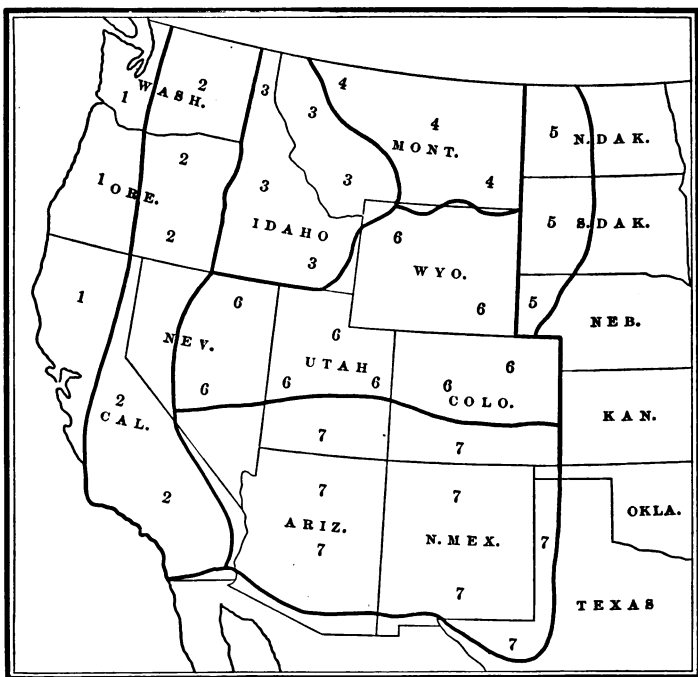 1
WASH.
2
3
3
4
4
MONT.
4
5
N. DAK.
1
ORE.
2
2
3
IDAHO
3
3
5
S. DAK.
6
WYO.
6
5
NEB.
1
6
NEV.
6
6
UTAH
6
6
6
6
COLO.
KAN.
2
CAL.
2
7
7
7
ARIZ.
7
7
N. MEX.
7
7
OKLA.
TEXAS
7